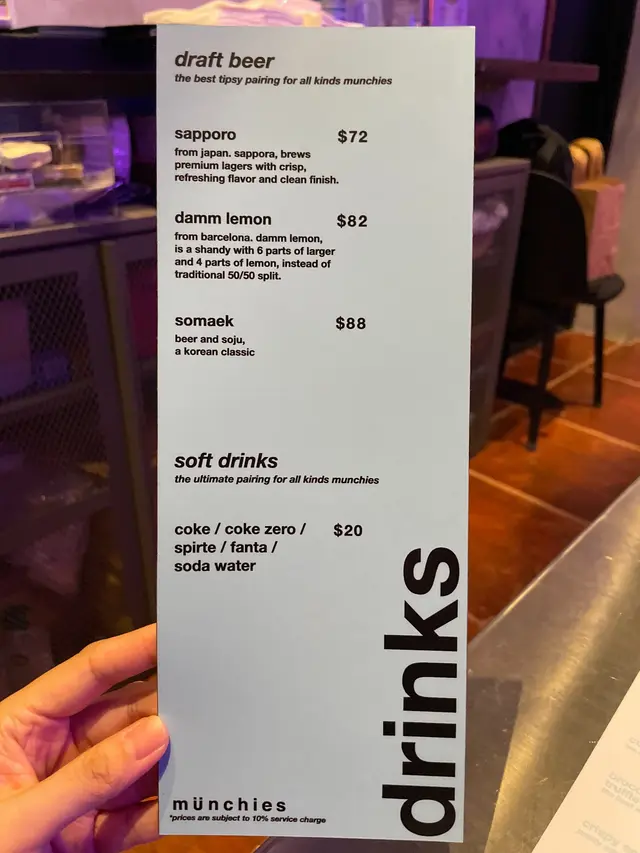 draft beer
the best tipsy pairing for all kinds munchies
sapporo $72
from japan. sappora, brews
premium lagers with crisp,
refreshing flavor and clean finish.
damm lemon $82
from barcelona. damm lemon,
is a shandy with 6 parts of larger
and 4 parts of lemon, instead of
traditional 50/50 split.
somaek $88
beer and soju,
a korean classic
soft drinks
the ultimate pairing for all kinds munchies
coke / coke zero / $20
spirte / fanta /
soda water
drinks
münchies
*prices are subject to 10% service charge
crispy